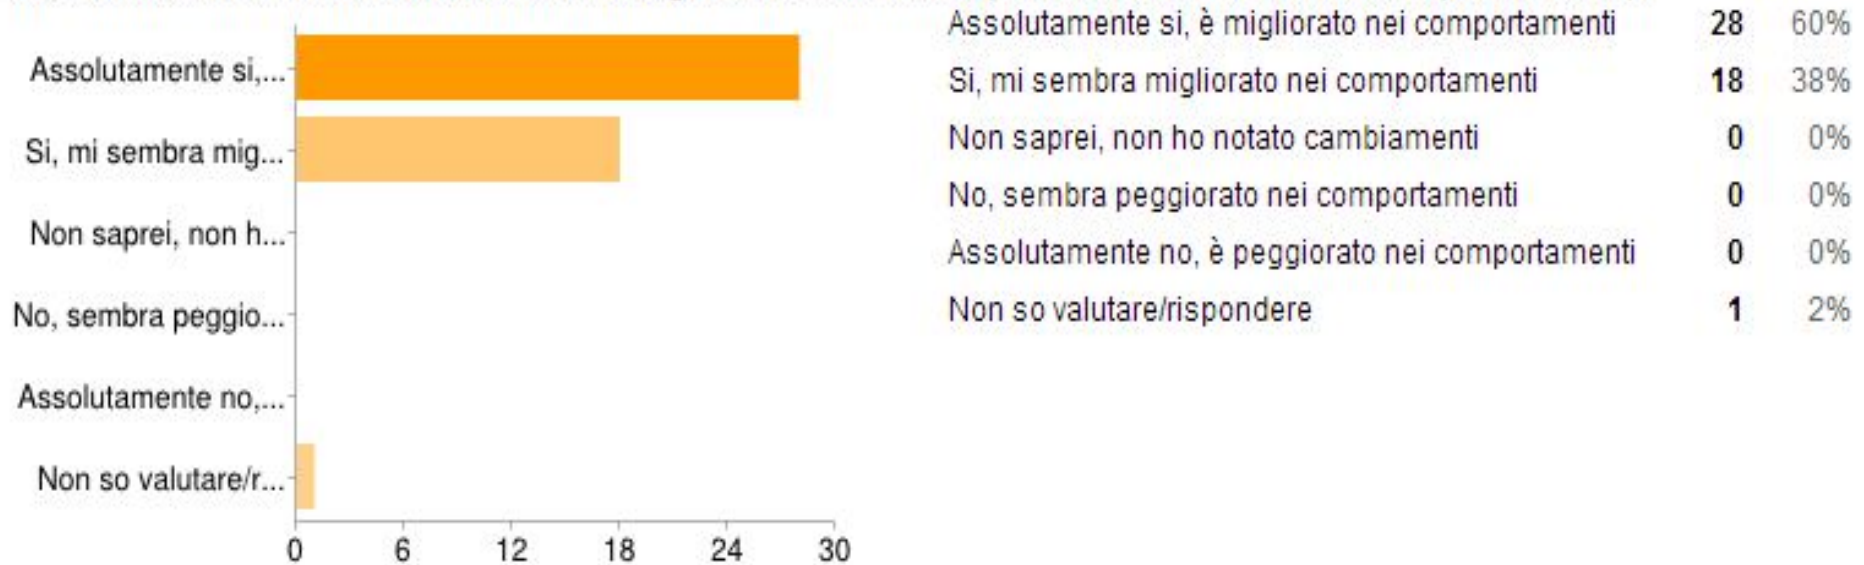 Assolutamente si,...
Si, mi sembra mig...
Non saprei, non h...
No, sembra peggio...
Assolutamente no,...
Non so valutare/r...
0 6 12 18 24 30
Assolutamente si, è migliorato nei comportamenti 28 60%
Si, mi sembra migliorato nei comportamenti 18 38%
Non saprei, non ho notato cambiamenti 0 0%
No, sembra peggiorato nei comportamenti 0 0%
Assolutamente no, è peggiorato nei comportamenti 0 0%
Non so valutare/rispondere 1 2%